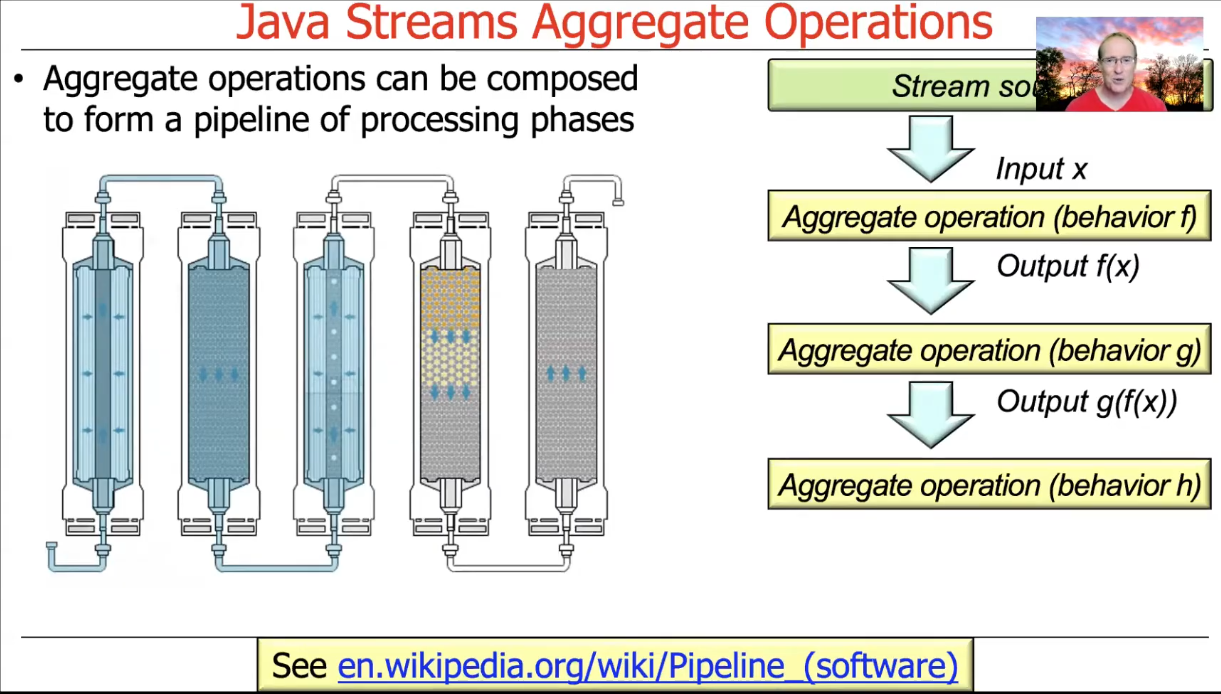 Java Streams Aggregate Operations
• Aggregate operations can be composed
to form a pipeline of processing phases
Stream
Input x
Aggregate operation (behavior f)
Output f(x)
Aggregate operation (behavior g)
Output g(f(x))
Aggregate operation (behavior h)
See en.wikipedia.org/wiki/Pipeline_(software)